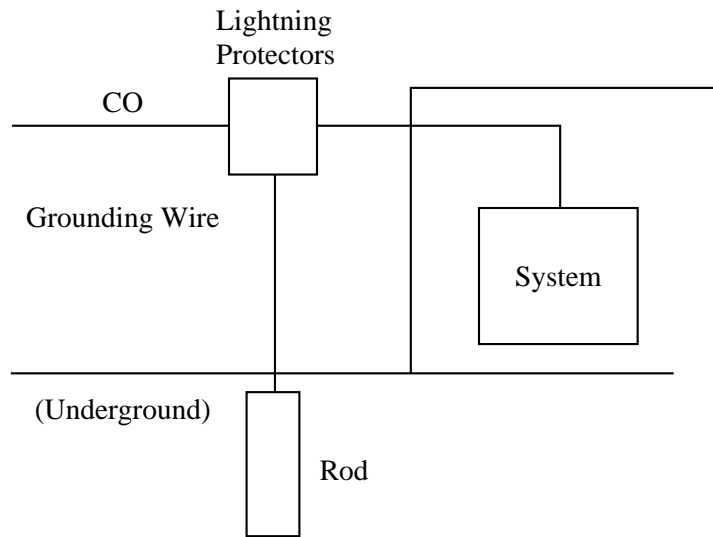 Lightning
Protectors
CO
Grounding Wire
System
(Underground)
Rod